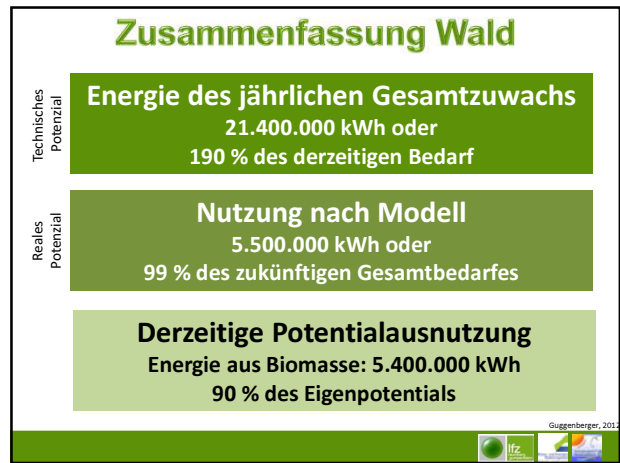 Zusammenfassung Wald
Technisches
Potenzial
Energie des jährlichen Gesamtzuwachs
21.400.000 kWh oder
190 % des derzeitigen Bedarf
Reales
Potenzial
Nutzung nach Modell
5.500.000 kWh oder
99 % des zukünftigen Gesamtbedarfes
Derzeitige Potentialausnutzung
Energie aus Biomasse: 5.400.000 kWh
90 % des Eigenpotentials
Guggenberger, 2012
lfz